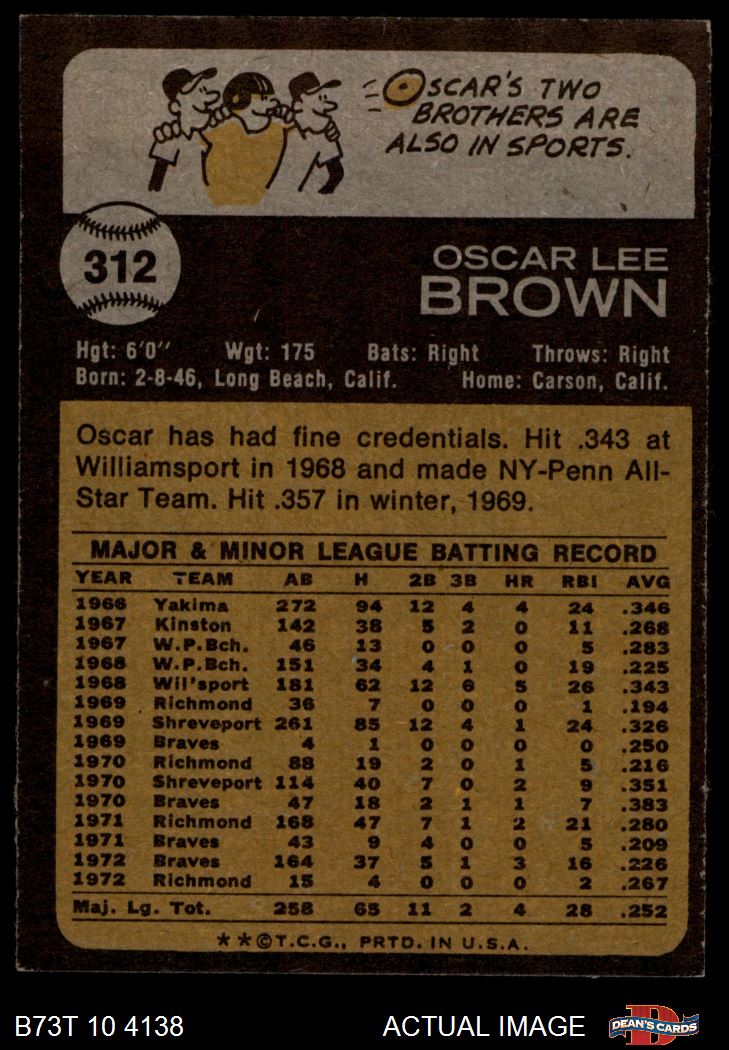 OSCAR'S TWO
BROTHERS ARE
ALSO IN SPORTS.
312
OSCAR LEE
BROWN
Hgt: 6'0" Wgt: 175 Bats: Right Throws: Right
Born: 2-8-46, Long Beach, Calif. Home: Carson, Calif.
Oscar has had fine credentials. Hit .343 at
Williamsport in 1968 and made NY-Penn All-
Star Team. Hit .357 in winter, 1969.
MAJOR & MINOR LEAGUE BATTING RECORD
YEAR TEAM AB H 2B 3B HR RBI AVG
1966 Yakima 272 94 12 4 4 24 .346
1967 Kinston 142 38 5 2 0 11 .268
1967 W.P.Bch. 46 13 0 0 0 5 .283
1968 W.P.Bch. 151 34 4 1 0 19 .225
1968 Wil'sport 181 62 12 6 5 26 .343
1969 Richmond 36 7 0 0 0 1 .194
1969 Shreveport 261 85 12 4 1 24 .326
1969 Braves 4 1 0 0 0 0 .250
1970 Richmond 88 19 2 0 1 5 .216
1970 Shreveport 114 40 7 0 2 9 .351
1970 Braves 47 18 2 1 1 7 .383
1971 Richmond 168 47 7 1 2 21 .280
1971 Braves 43 9 4 0 0 5 .209
1972 Braves 164 37 5 1 3 16 .226
1972 Richmond 15 4 0 0 0 2 .267
Maj. Lg. Tot. 258 65 11 2 4 28 .252
**©T.C.G., PRTD. IN U.S.A.
B73T 10 4138 ACTUAL IMAGE D DEAN'S CARDS